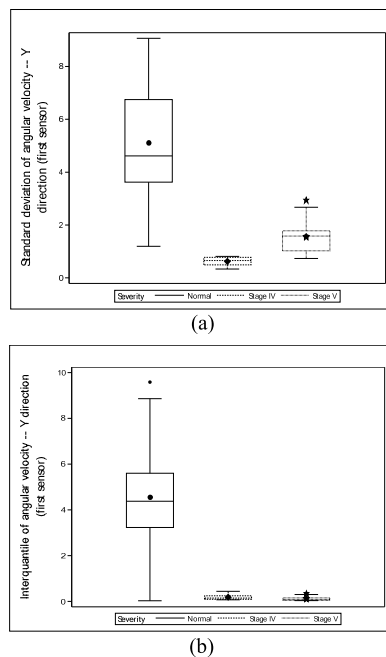 Standard deviation of angular velocity -- Y
direction (first sensor)
8
6
4
2
0
Severity Normal Stage IV Stage V
(a)
Interquantile of angular velocity -- Y direction
(first sensor)
10
8
6
4
2
0
Severity Normal Stage IV Stage V
(b)